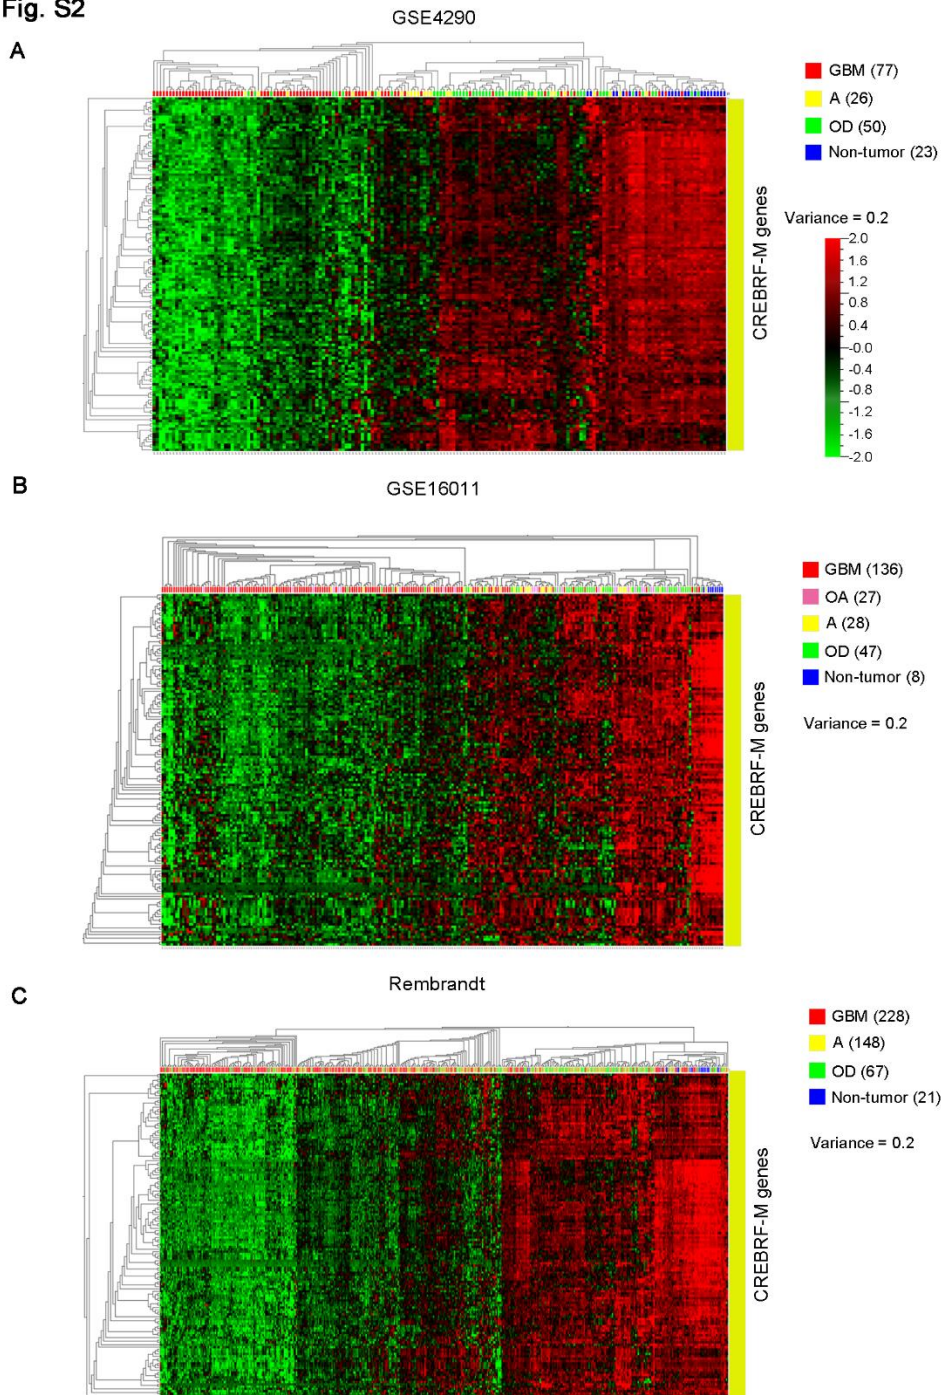 Fig. S2
GSE4290
A
GBM (77)
A (26)
OD (50)
Non-tumor (23)
Variance = 0.2
2.0
1.6
1.2
0.8
0.4
-0.0
-0.4
-0.8
-1.2
-1.6
-2.0
CREBRF-M genes
B
GSE16011
GBM (136)
OA (27)
A (28)
OD (47)
Non-tumor (8)
Variance = 0.2
CREBRF-M genes
C
Rembrandt
GBM (228)
A (148)
OD (67)
Non-tumor (21)
Variance = 0.2
CREBRF-M genes